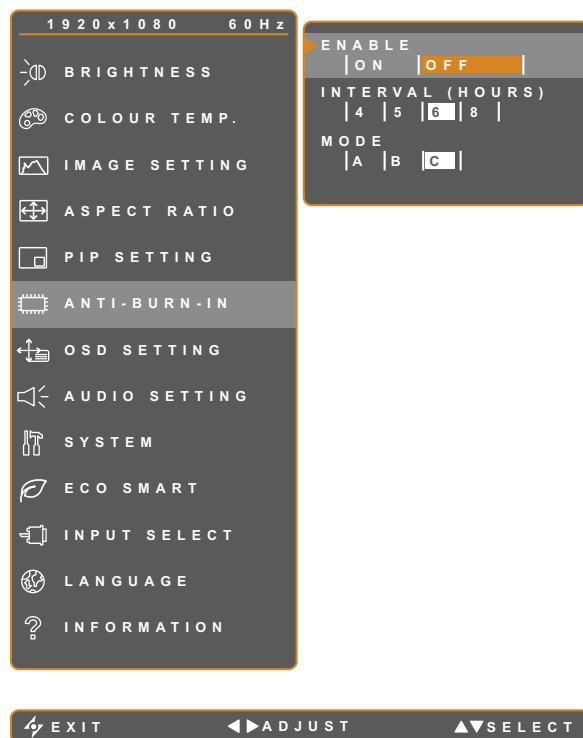 1920x1080 60Hz
BRIGHTNESS
COLOUR TEMP.
IMAGE SETTING
ASPECT RATIO
PIP SETTING
ANTI-BURN-IN
OSD SETTING
AUDIO SETTING
SYSTEM
ECO SMART
INPUT SELECT
LANGUAGE
INFORMATION
ENABLE
ON OFF
INTERVAL (HOURS)
4 5 6 8
MODE
A B C
EXIT ADJUST SELECT